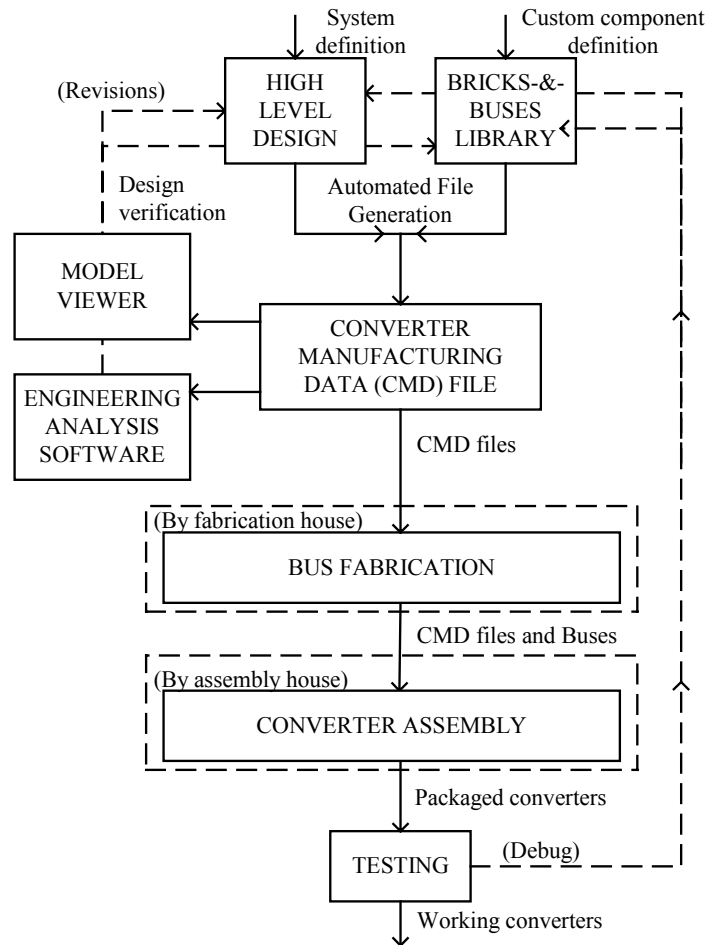 System
definition
Custom component
definition
(Revisions)
HIGH
LEVEL
DESIGN
BRICKS-&-
BUSES
LIBRARY
Design
verification
Automated File
Generation
MODEL
VIEWER
CONVERTER
MANUFACTURING
DATA (CMD) FILE
ENGINEERING
ANALYSIS
SOFTWARE
CMD files
(By fabrication house)
BUS FABRICATION
CMD files and Buses
(By assembly house)
CONVERTER ASSEMBLY
Packaged converters
TESTING
(Debug)
Working converters